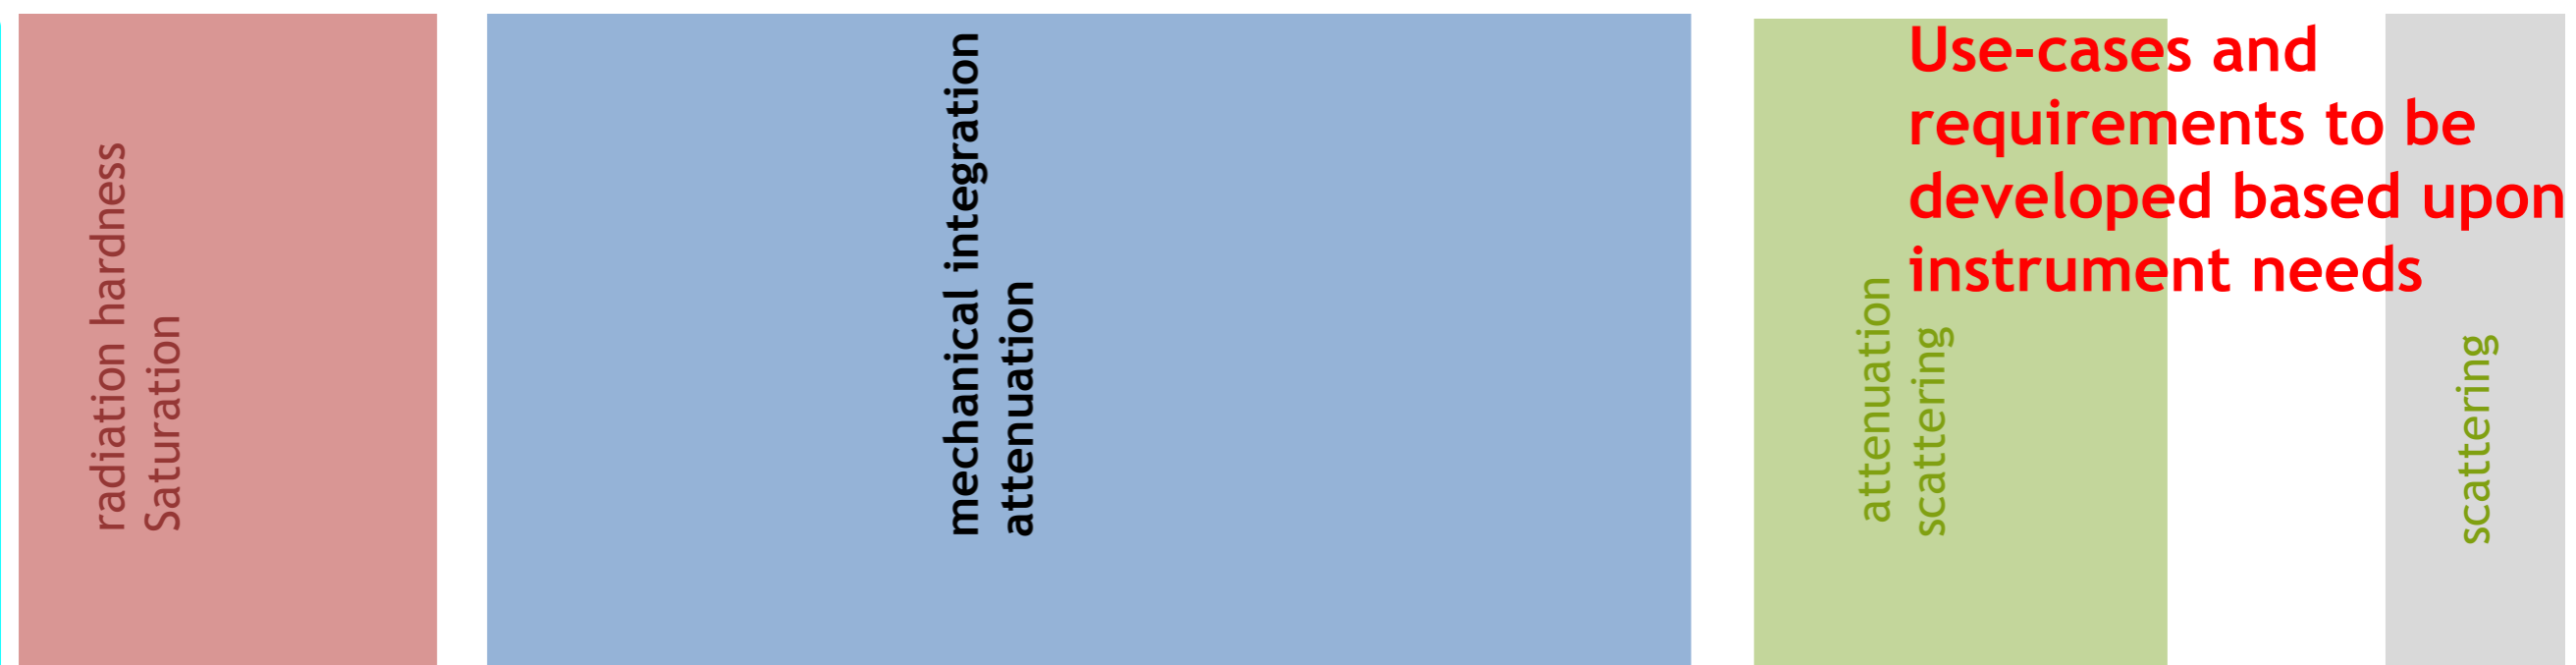 radiation hardness
Saturation
mechanical integration
attenuation
Use-cases and
requirements to be
developed based upon
instrument needs
attenuation
scattering
scattering